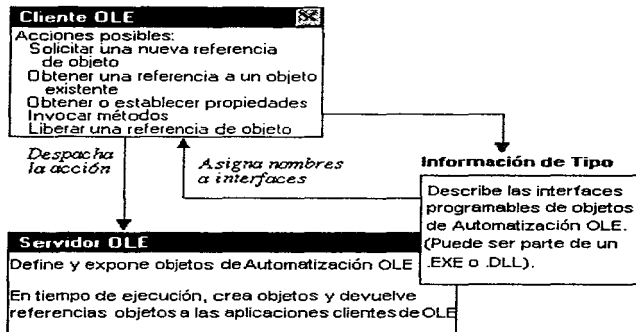 Cliente OLE
Acciones posibles:
Solicitar una nueva referencia
de objeto
Obtener una referencia a un objeto
existente
Obtener o establecer propiedades
Invocar métodos
Liberar una referencia de objeto
Despacha
la acción
Asigna nombres
a interfaces
Información de Tipo
Describe las interfaces
programables de objetos
de Automatización OLE.
(Puede ser parte de un
.EXE o .DLL).
Servidor OLE
Define y expone objetos de Automatización OLE
En tiempo de ejecución, crea objetos y devuelve
referencias objetos a las aplicaciones clientes de OLE